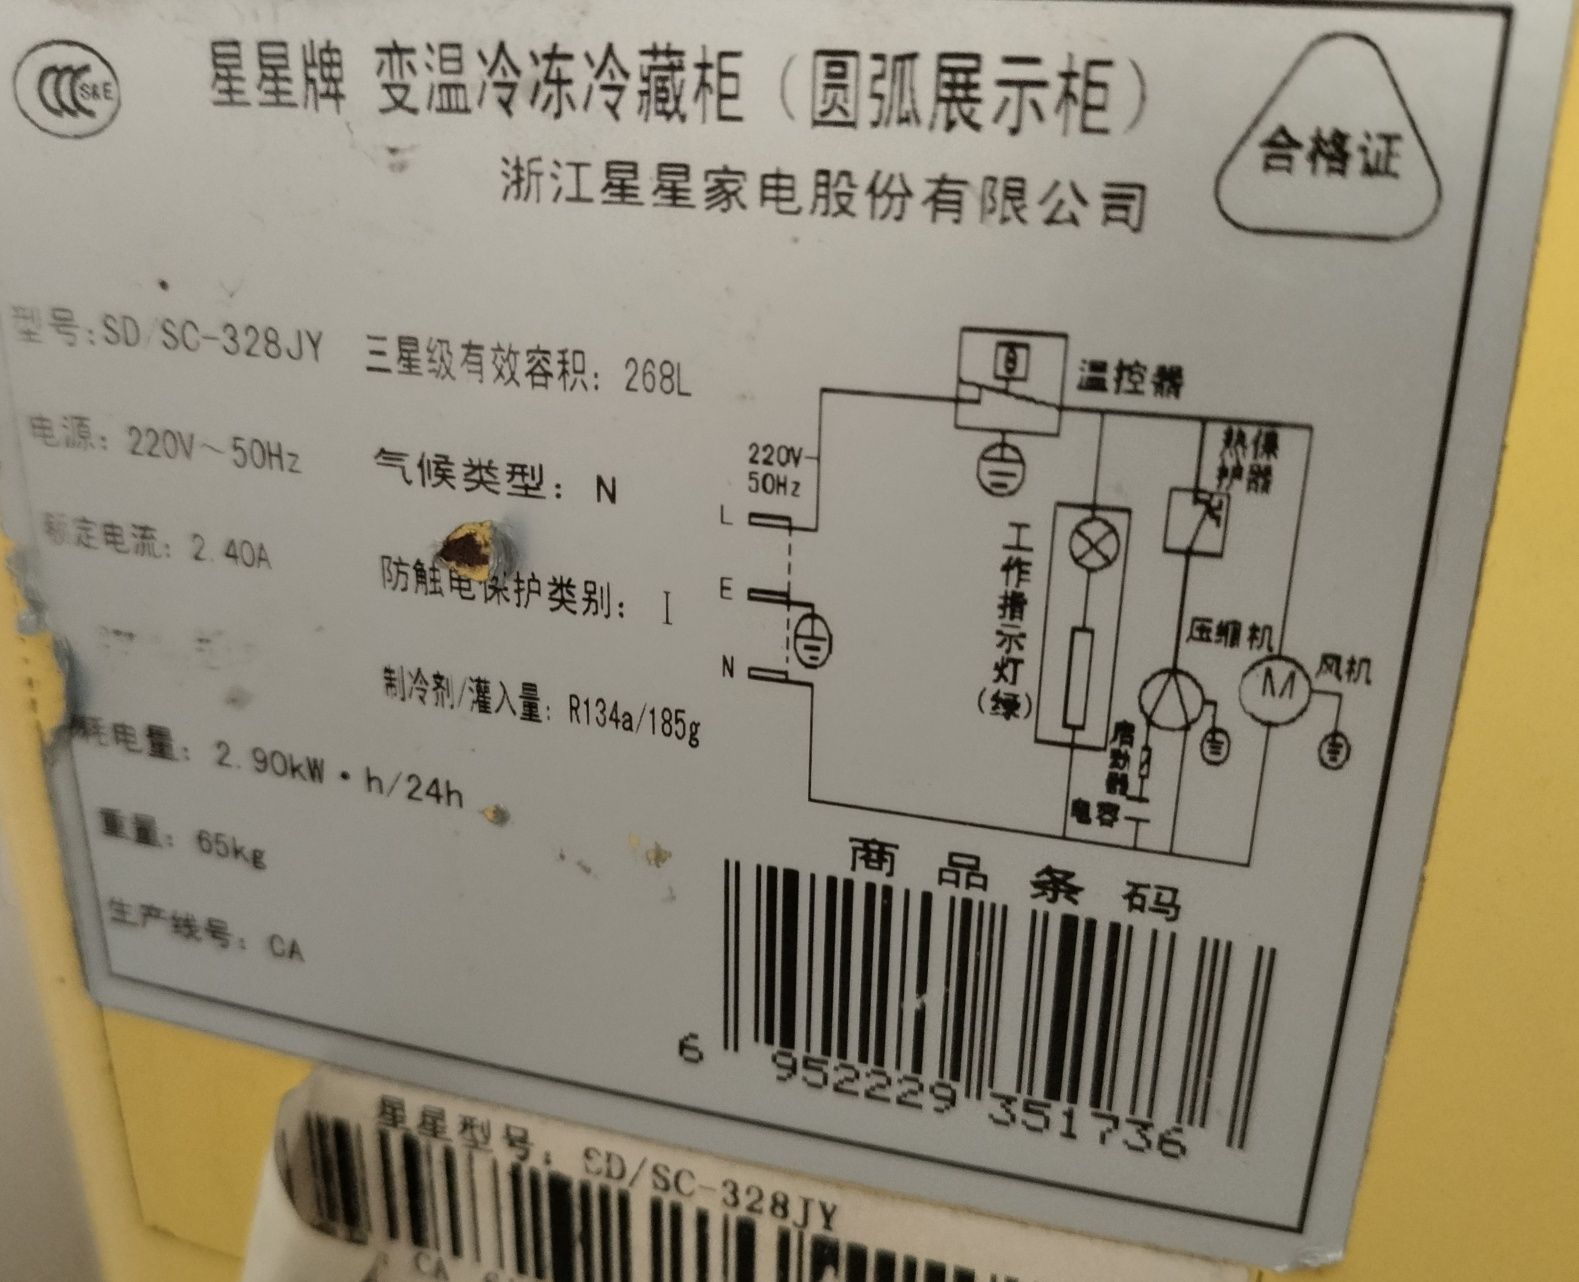 S&E
星星牌 变温冷冻冷藏柜（圆弧展示柜）
合格证
浙江星星家电股份有限公司
型号:SD/SC-328JY
三星级有效容积: 268L
电源: 220V～50Hz
气候类型: N
额定电流: 2.40A
防触电保护类别: I
制冷剂/灌入量: R134a/185g
耗电量: 2.90kW·h/24h
重量: 65kg
生产线号: CA
温控器
220V
50Hz
L
E
N
工作指示灯(绿)
热保
护器
压缩机
M
风机
启动器
电容
商品条码
6 952229 351736
星星型号: SD/SC-328JY
CA